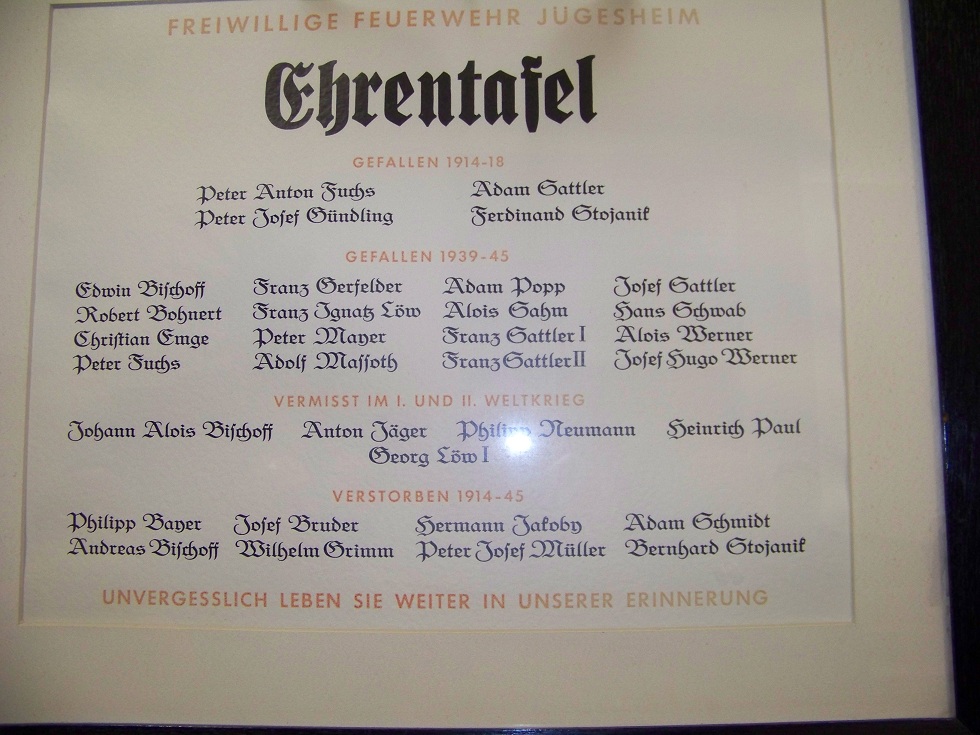 FREIWILLIGE FEUERWEHR JÜGESHEIM
Ehrentafel
GEFALLEN 1914-18
Peter Anton Fuchs Adam Sattler
Peter Josef Gündling Ferdinand Stojanik
GEFALLEN 1939-45
Edwin Bischoff Franz Gerfelder Adam Popp Josef Sattler
Robert Bohnert Franz Ignatz Löw Alois Sahm Hans Schwab
Christian Emge Peter Mayer Franz Sattler I Alois Werner
Peter Fuchs Adolf Massoth Franz Sattler II Josef Hugo Werner
VERMISST IM I. UND II. WELTKRIEG
Johann Alois Bischoff Anton Jäger Philipp Neumann Heinrich Paul
Georg Löw I
VERSTORBEN 1914-45
Philipp Bayer Josef Bruder Hermann Jakoby Adam Schmidt
Andreas Bischoff Wilhelm Grimm Peter Josef Müller Bernhard Stojanik
UNVERGESSLICH LEBEN SIE WEITER IN UNSERER ERINNERUNG